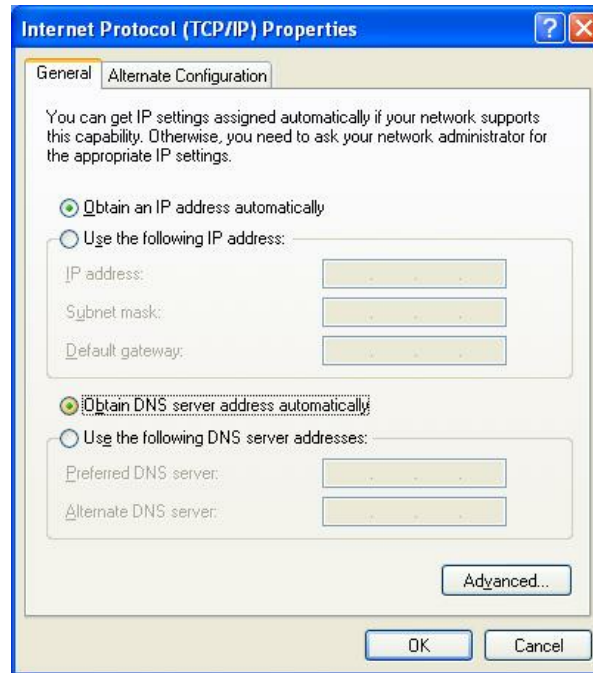 Internet Protocol (TCP/IP) Properties
General
Alternate Configuration
You can get IP settings assigned automatically if your network supports
this capability. Otherwise, you need to ask your network administrator for
the appropriate IP settings.
Obtain an IP address automatically
Use the following IP address:
IP address:
Subnet mask:
Default gateway:
Obtain DNS server address automatically
Use the following DNS server addresses:
Preferred DNS server:
Alternate DNS server:
Advanced...
OK
Cancel